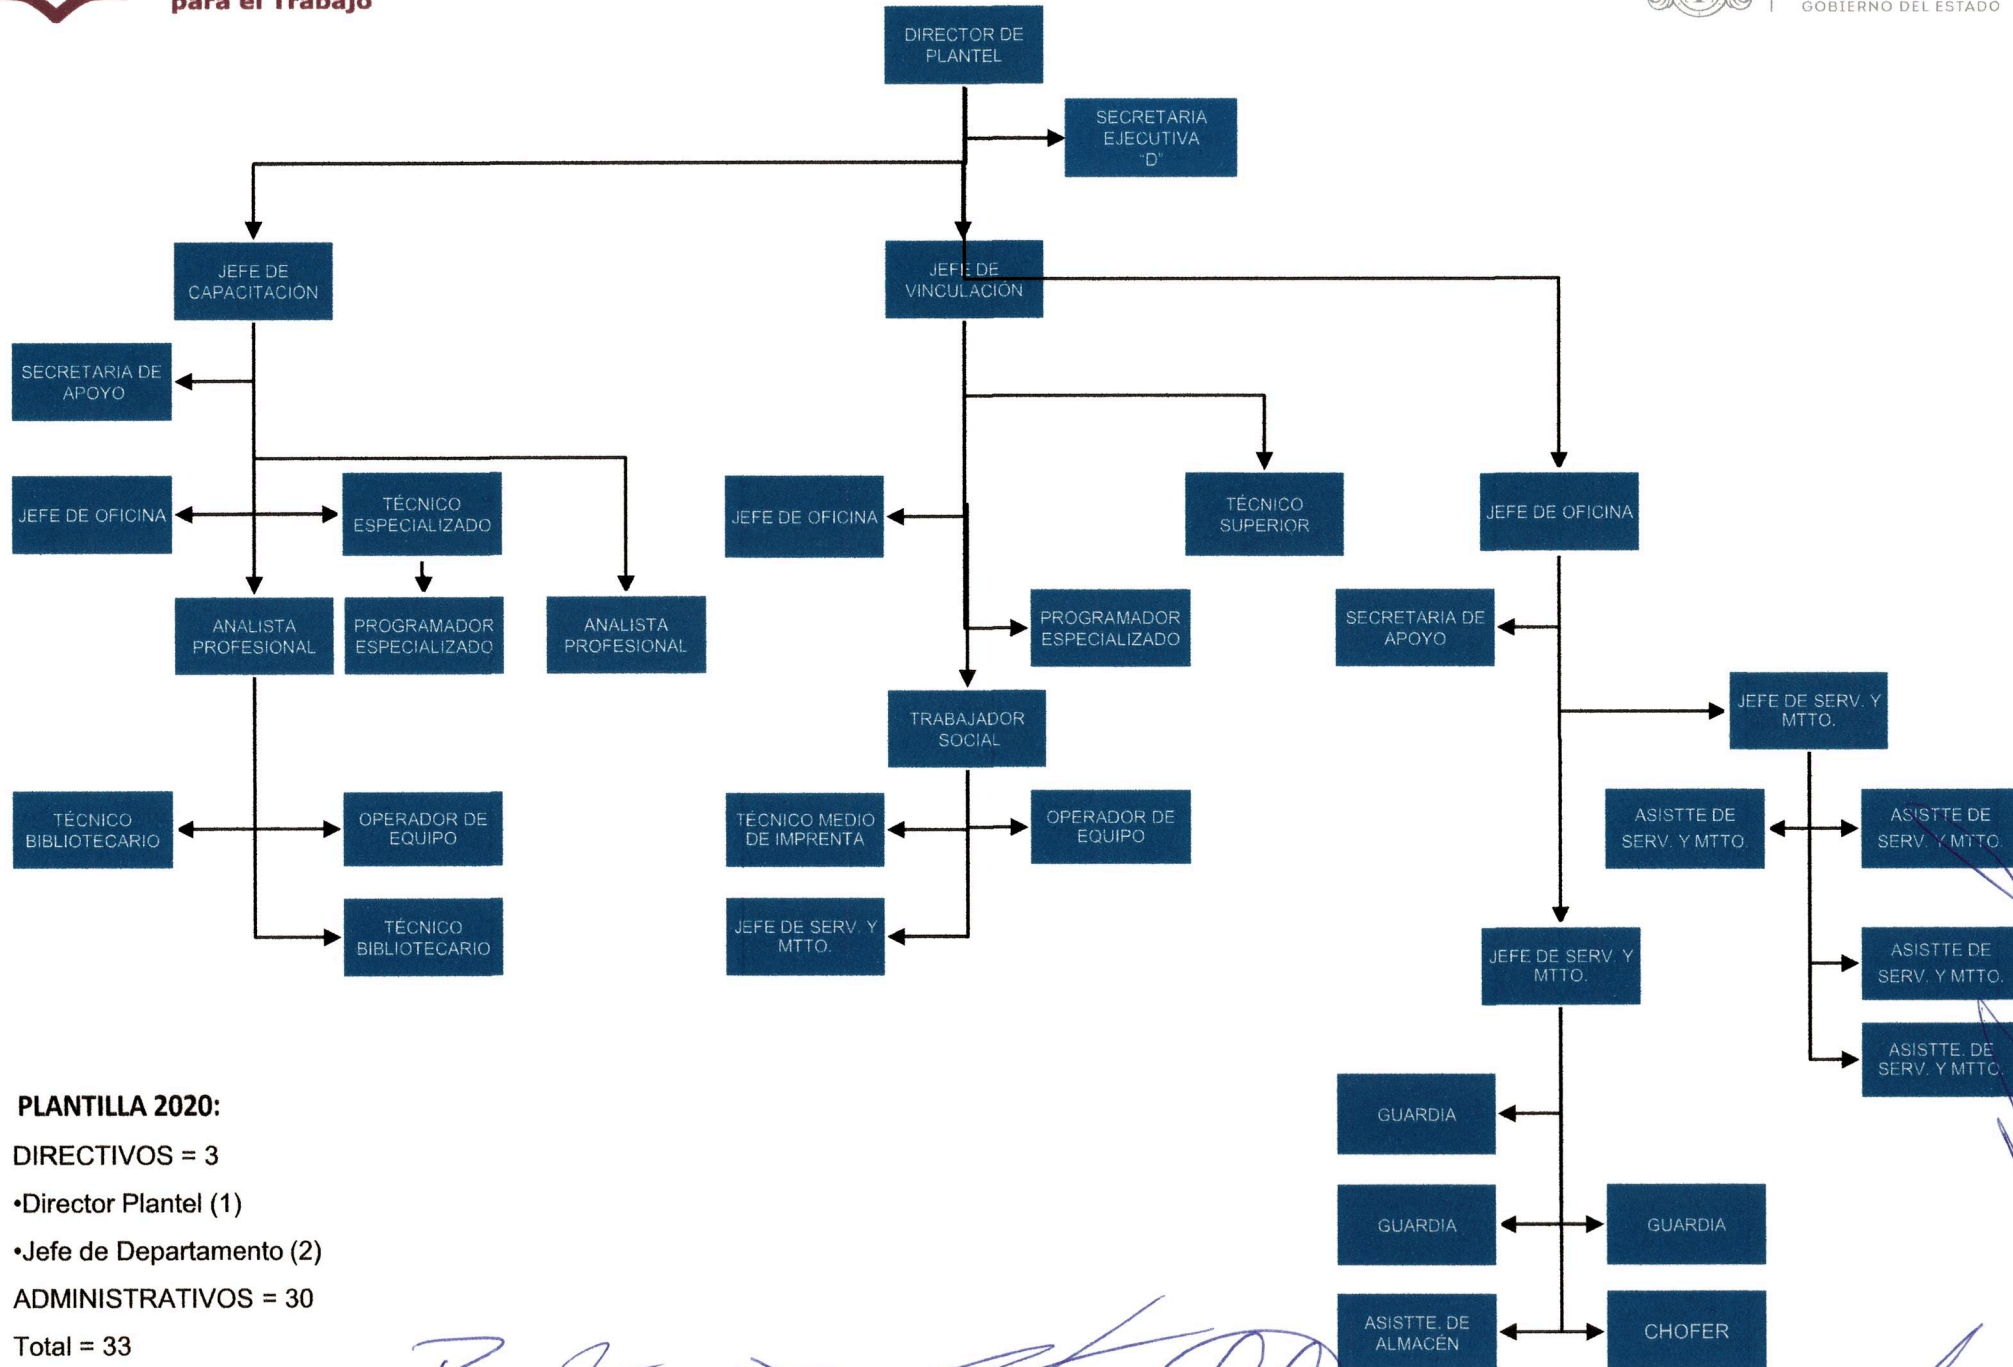 para el Trabajo
GOBIERNO DEL ESTADO
DIRECTOR DE
PLANTEL
SECRETARIA
EJECUTIVA
"D"
JEFE DE
CAPACITACIÓN
JEFE DE
VINCULACIÓN
SECRETARIA DE
APOYO
JEFE DE OFICINA
TÉCNICO
ESPECIALIZADO
JEFE DE OFICINA
TÉCNICO
SUPERIOR
JEFE DE OFICINA
ANALISTA
PROFESIONAL
PROGRAMADOR
ESPECIALIZADO
ANALISTA
PROFESIONAL
PROGRAMADOR
ESPECIALIZADO
SECRETARIA DE
APOYO
TRABAJADOR
SOCIAL
JEFE DE SERV. Y
MTTO.
TÉCNICO
BIBLIOTECARIO
OPERADOR DE
EQUIPO
TÉCNICO MEDIO
DE IMPRENTA
OPERADOR DE
EQUIPO
ASISTTE DE
SERV. Y MTTO.
ASISTTE DE
SERV. Y MTTO.
TÉCNICO
BIBLIOTECARIO
JEFE DE SERV. Y
MTTO.
JEFE DE SERV. Y
MTTO.
ASISTTE DE
SERV. Y MTTO.
ASISTTE. DE
SERV. Y MTTO.
GUARDIA
GUARDIA
GUARDIA
ASISTTE. DE
ALMACÉN
CHOFER
PLANTILLA 2020:
DIRECTIVOS = 3
•Director Plantel (1)
•Jefe de Departamento (2)
ADMINISTRATIVOS = 30
Total = 33